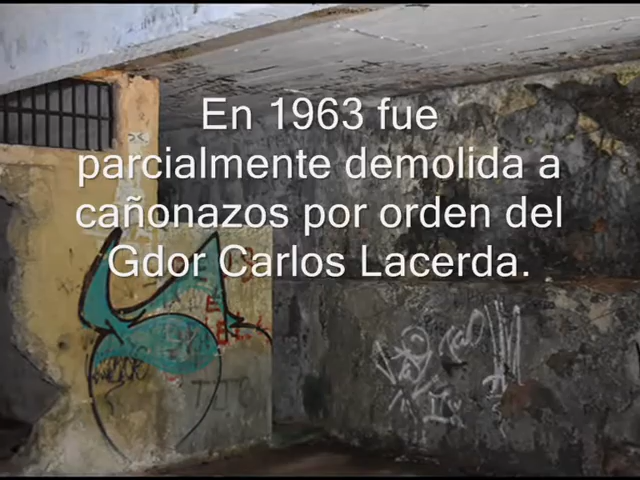 En 1963 fue
parcialmente demolida a
cañonazos por orden del
Gdor Carlos Lacerda.